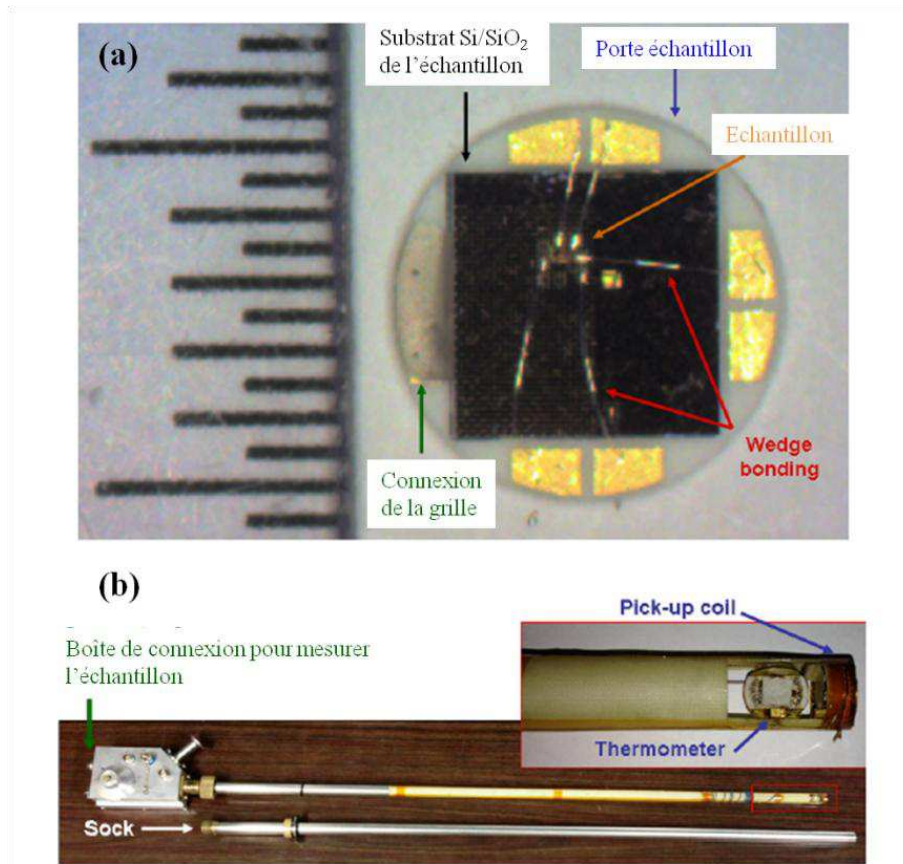 (a)
Substrat Si/SiO₂
de l'échantillon
Porte échantillon
Echantillon
Connexion
de la grille
Wedge
bonding
(b)
Boîte de connexion pour mesurer
l'échantillon
Pick-up coil
Thermometer
Sock